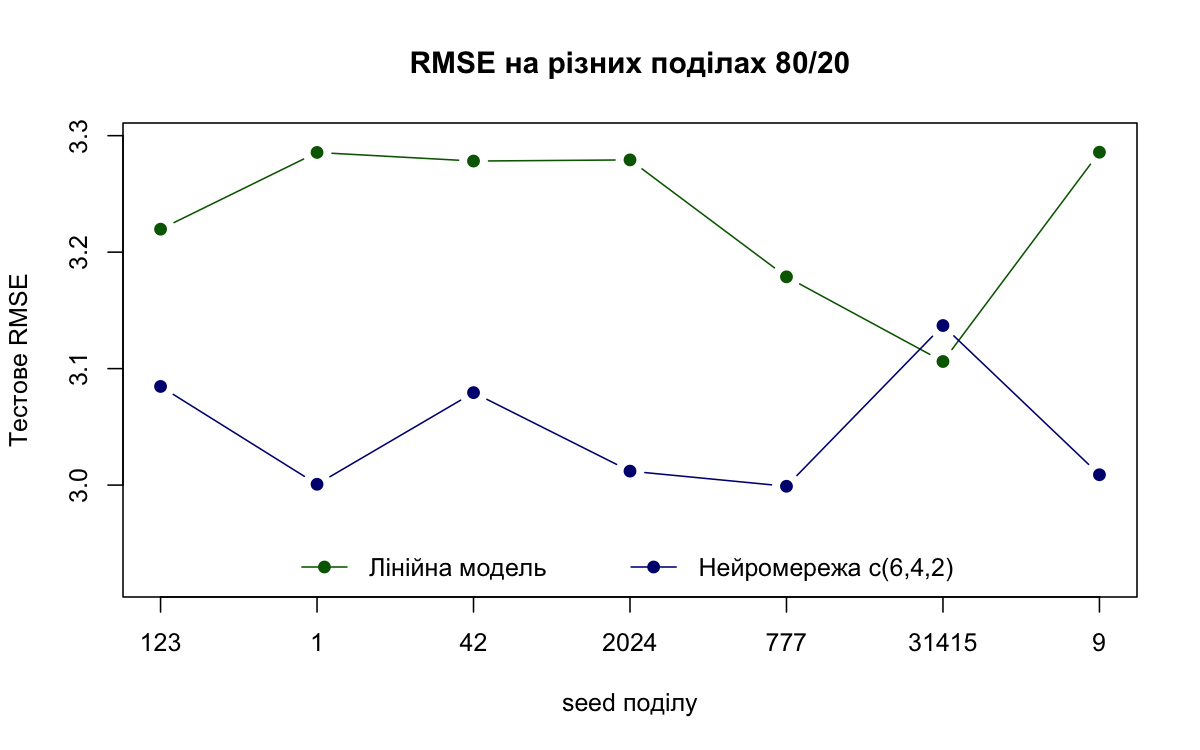 RMSE на різних поділах 80/20
Тестове RMSE
3.3
3.2
3.1
3.0
Лінійна модель
Нейромережа c(6,4,2)
123 1 42 2024 777 31415 9
seed поділу